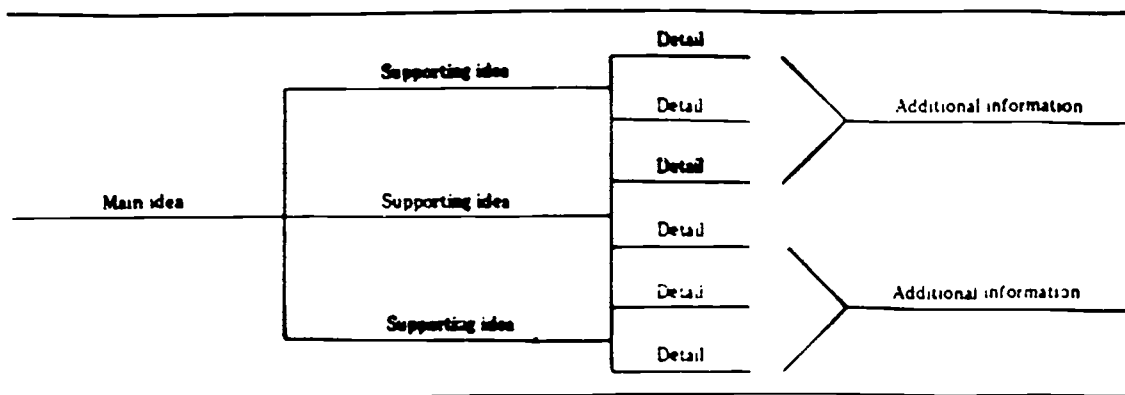 Detail
Supporting idea
Detail
Additional information
Detail
Main idea
Supporting idea
Detail
Detail
Additional information
Supporting idea
Detail